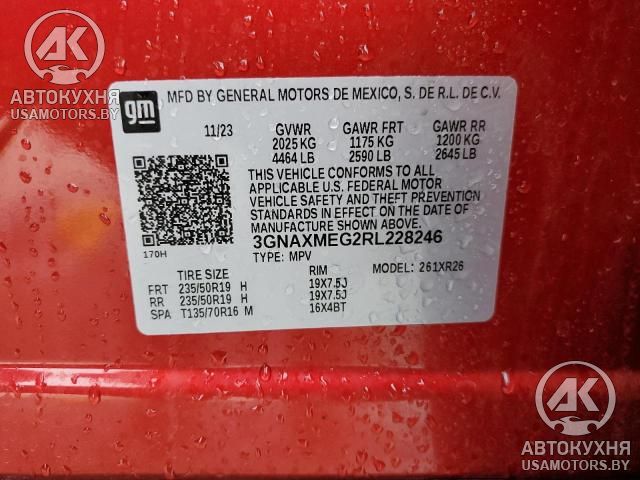 АВТОКУХНЯ
USAMOTORS.BY
gm
MFD BY GENERAL MOTORS DE MEXICO, S. DE R.L. DE C.V.
11/23 GVWR GAWR FRT GAWR RR
2025 KG 1175 KG 1200 KG
4464 LB 2590 LB 2645 LB
THIS VEHICLE CONFORMS TO ALL
APPLICABLE U.S. FEDERAL MOTOR
VEHICLE SAFETY AND THEFT PREVENTION
STANDARDS IN EFFECT ON THE DATE OF
MANUFACTURE SHOWN ABOVE.
170H 3GNAXMEG2RL228246
TYPE: MPV MODEL: 261XR26
TIRE SIZE RIM
FRT 235/50R19 H 19X7.5J
RR 235/50R19 H 19X7.5J
SPA T135/70R16 M 16X4BT
AK
АВТОКУХНЯ
USAMOTORS.BY